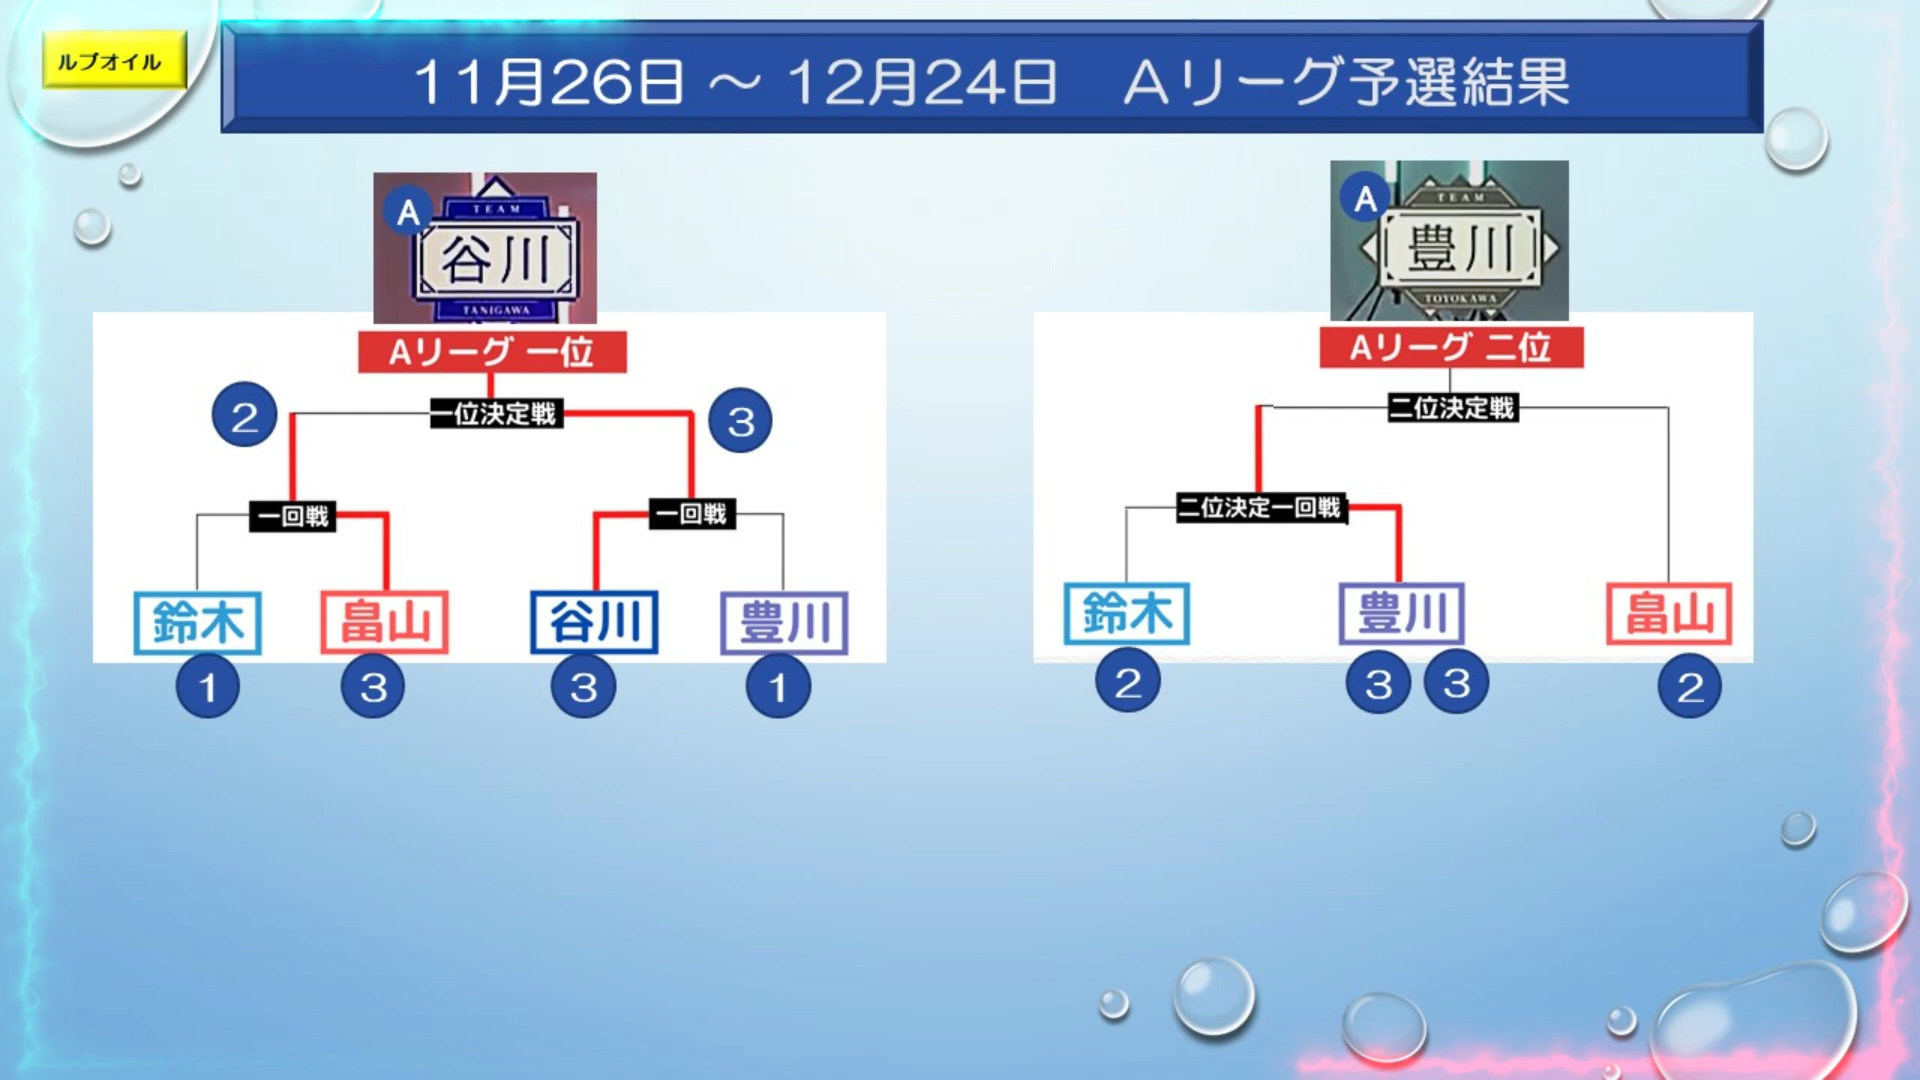 ルブオイル
11月26日 ～ 12月24日　Aリーグ予選結果
A
TEAM
谷川
TANIGAWA
Aリーグ 一位
一位決定戦
② 
③
一回戦
一回戦
鈴木
畠山
谷川
豊川
①
③
③
①
A
TEAM
豊川
TOYOKAWA
Aリーグ 二位
二位決定戦
二位決定一回戦
鈴木
豊川
畠山
②
③ ③
②